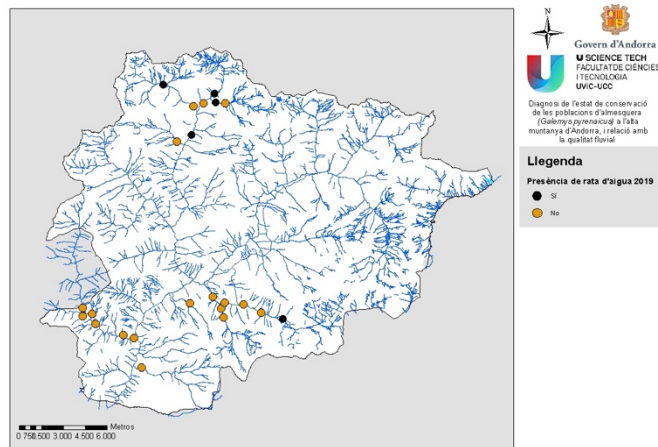 N
Govern d'Andorra
U SCIENCE TECH
FACULTAT DE CIÈNCIES
I TECNOLOGIA
UVIC-UCC
Diagnosi de l'estat de conservació
de les poblacions d'almesquera
(Galemys pyrenaicus) a l'alta
muntanya d'Andorra, i relació amb
la qualitat fluvial
Llegenda
Presència de rata d'aigua 2019
Sí
No
Metros
0 750 1.500 3.000 4.500 6.000